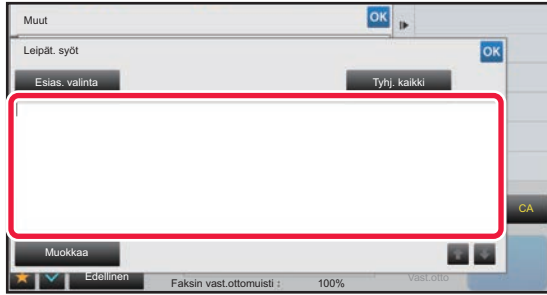 Muut OK
Leipät. syöt OK
Esias. valinta Tyhj. kaikki
CA
Muokkaa
Edellinen Vast.otto
Faksin vast.ottomuisti : 100%